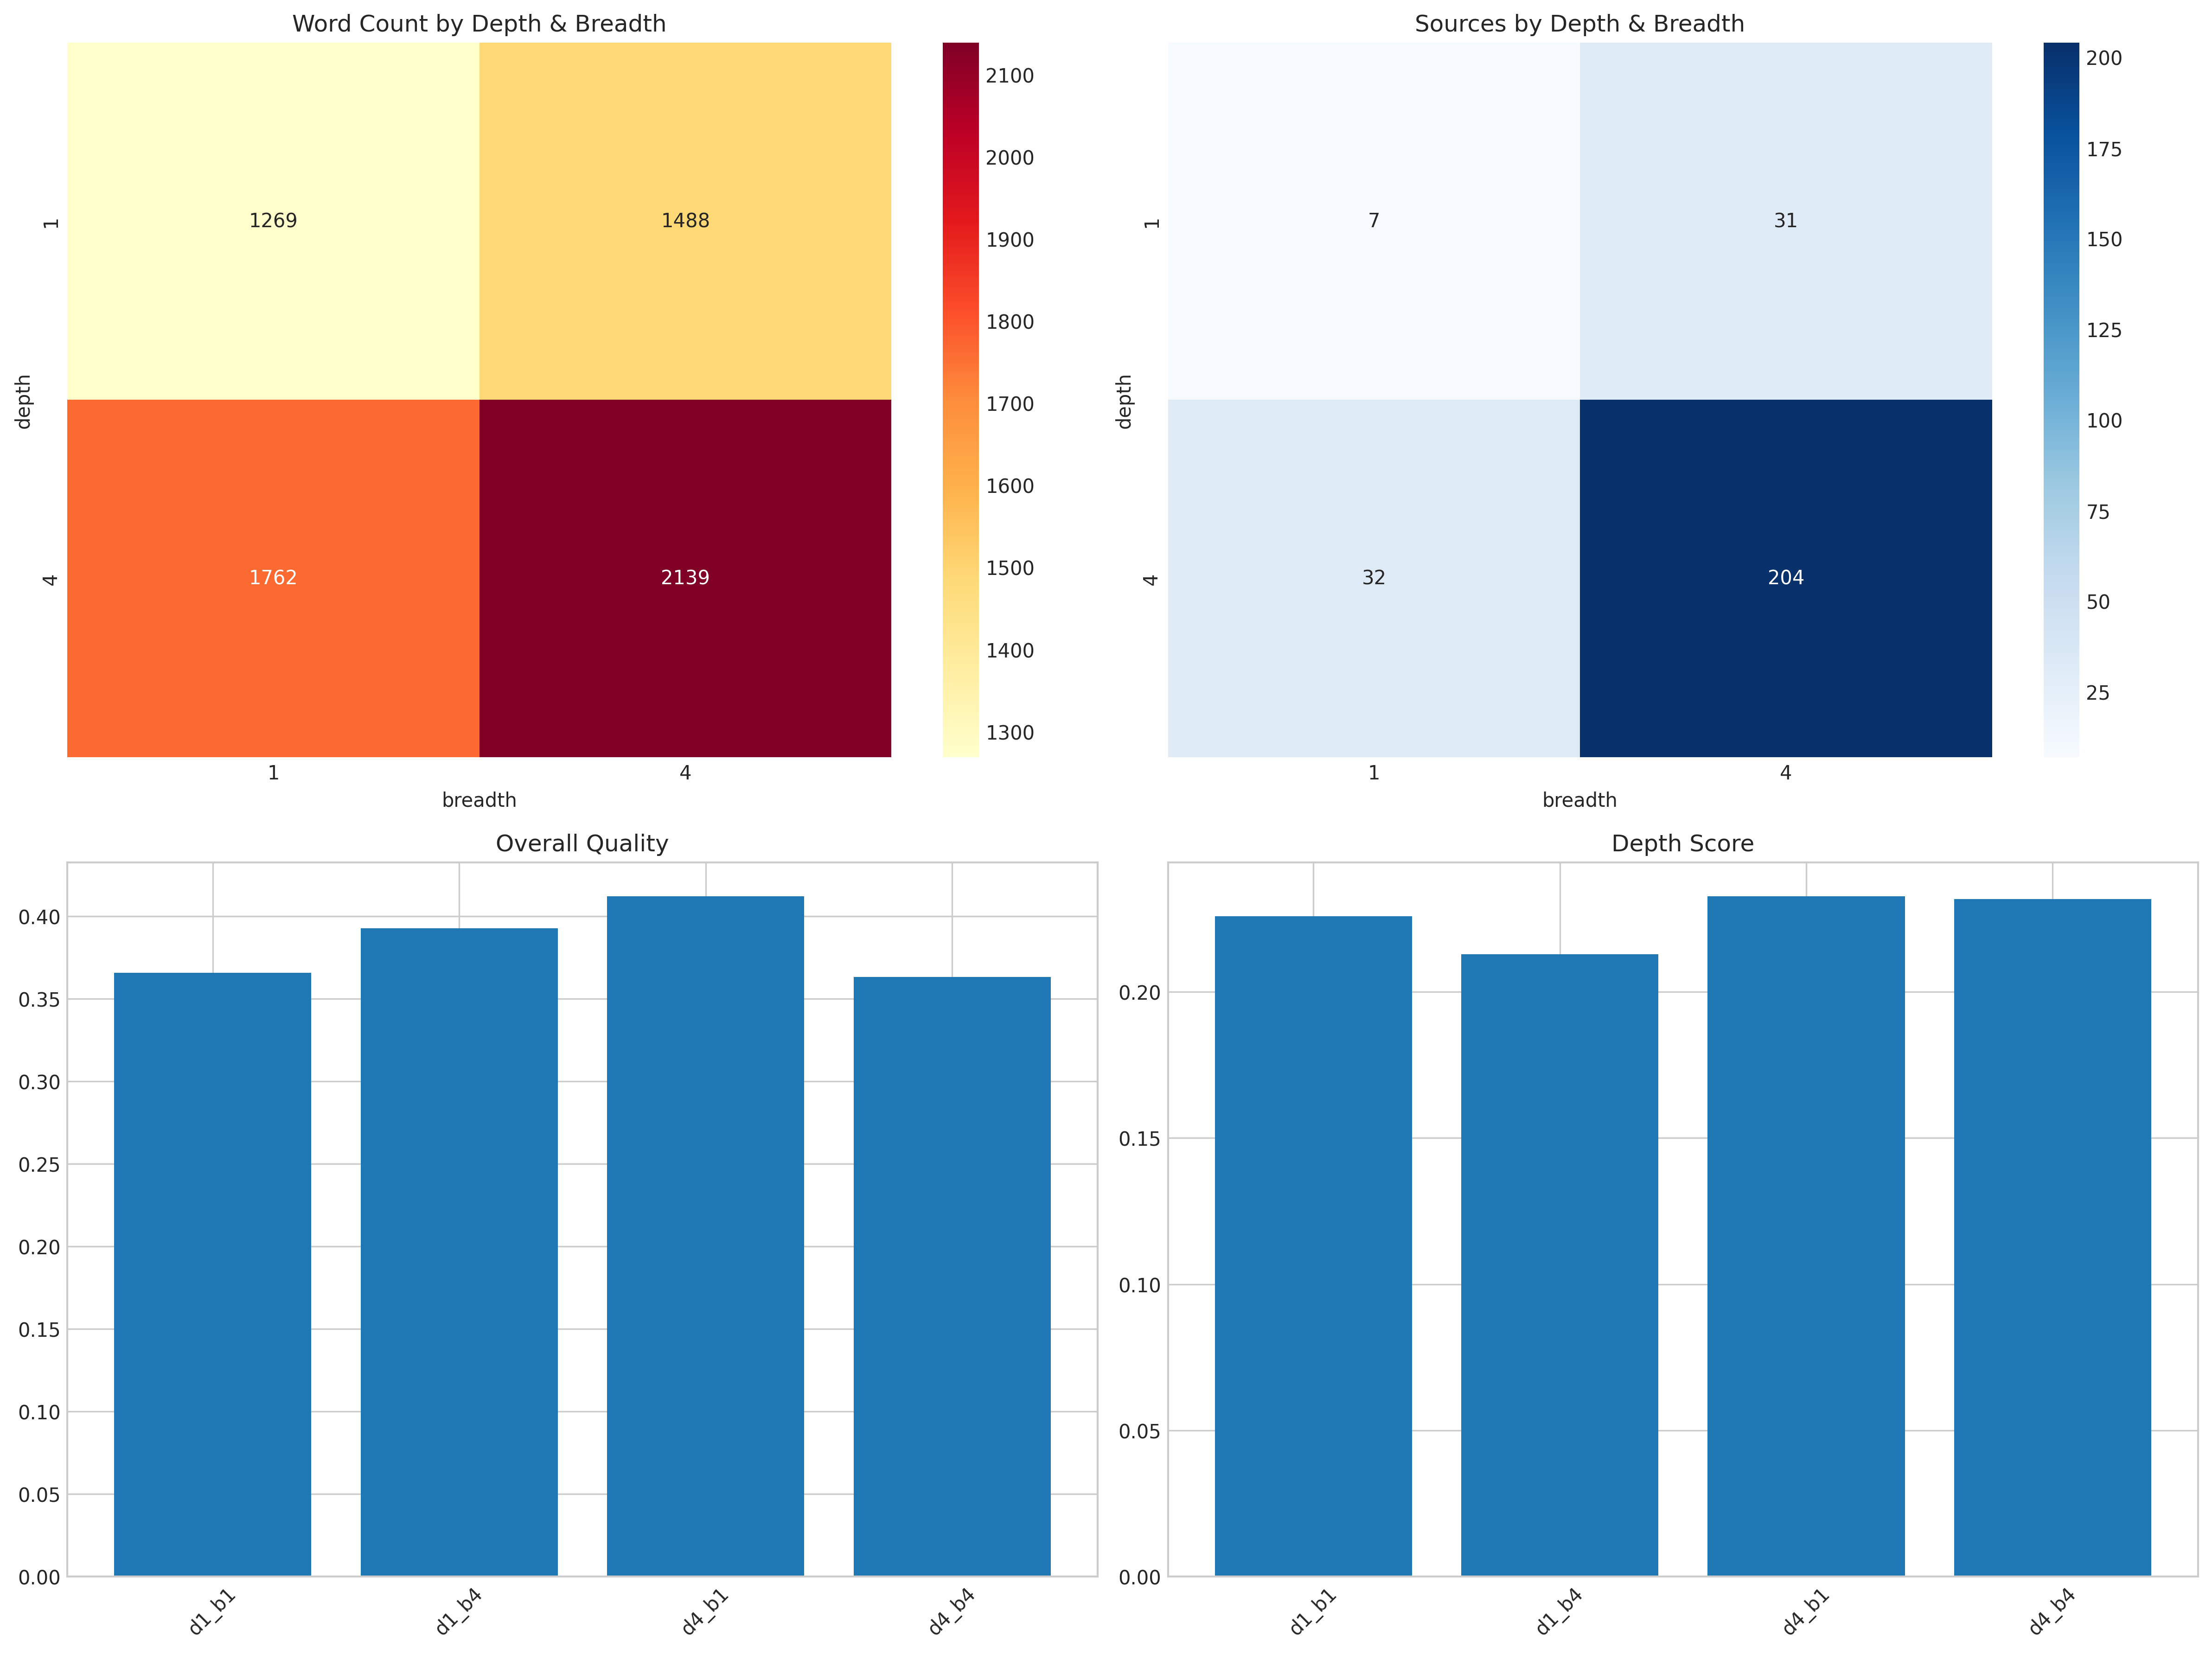 Word Count by Depth & Breadth
1269
1488
1762
2139
1
4
depth
1
4
breadth
2100
2000
1900
1800
1700
1600
1500
1400
1300
Sources by Depth & Breadth
7
31
32
204
1
4
depth
1
4
breadth
200
175
150
125
100
75
50
25
Overall Quality
0.40
0.35
0.30
0.25
0.20
0.15
0.10
0.05
0.00
d1_b1
d1_b4
d4_b1
d4_b4
Depth Score
0.20
0.15
0.10
0.05
0.00
d1_b1
d1_b4
d4_b1
d4_b4